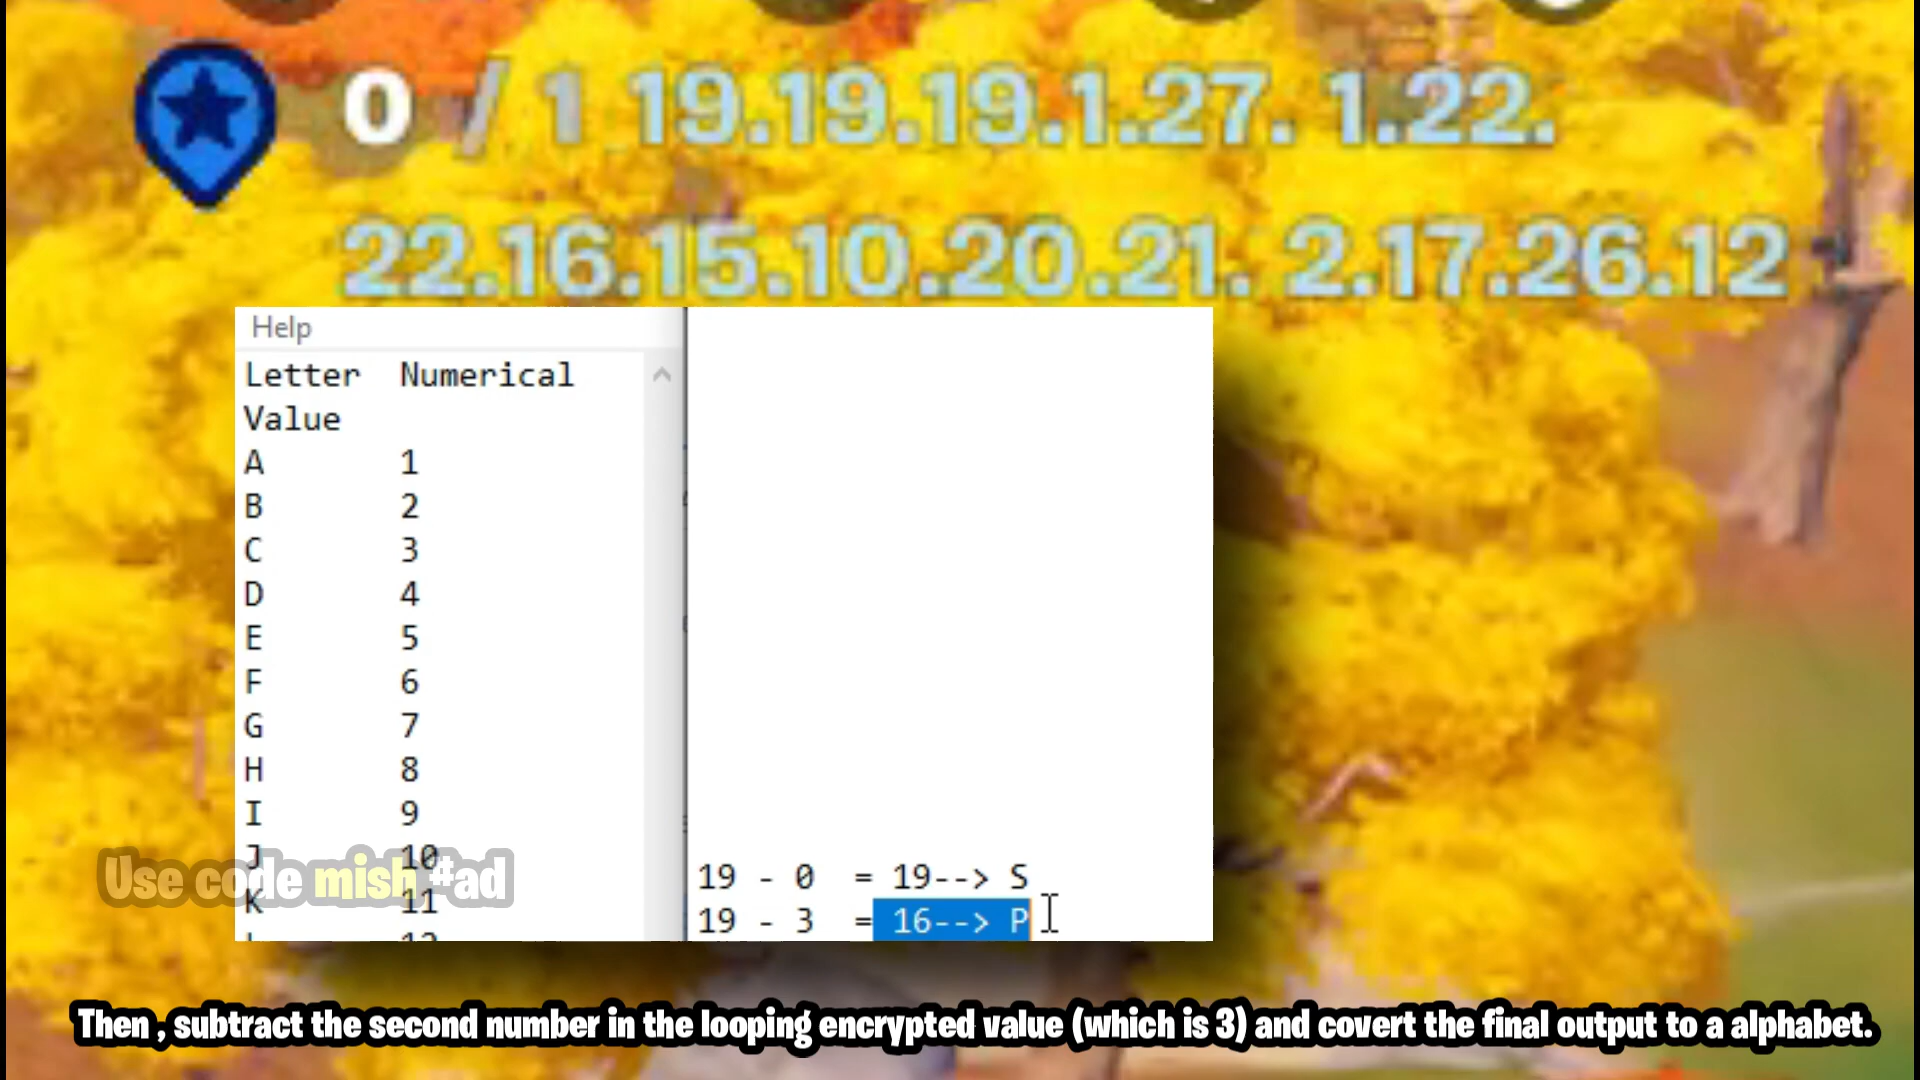 0 / 1 19.19.19.1.27. 1.22.
22.16.15.10.20.21. 2.17.26.12
Help
Letter Numerical
Value
A 1
B 2
C 3
D 4
E 5
F 6
G 7
H 8
I 9
J 10
K 11
19 - 0 = 19--> S
19 - 3 = 16--> P
Use code mish #ad
Then , subtract the second number in the looping encrypted value (which is 3) and covert the final output to a alphabet.